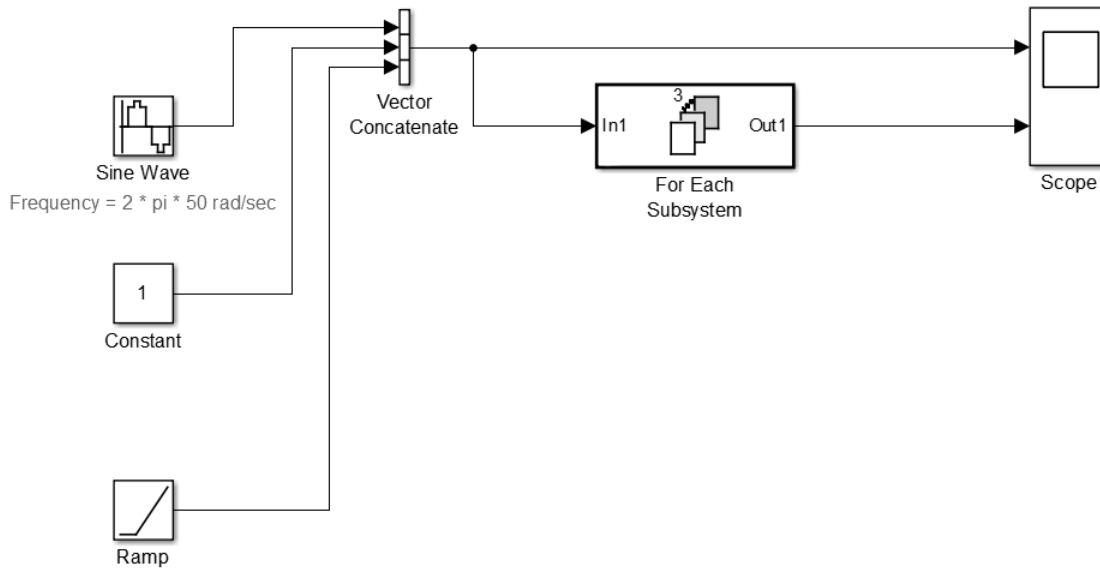 Vector
Concatenate
3
In1
Out1
For Each
Subsystem
Scope
Sine Wave
Frequency = 2 * pi * 50 rad/sec
1
Constant
Ramp